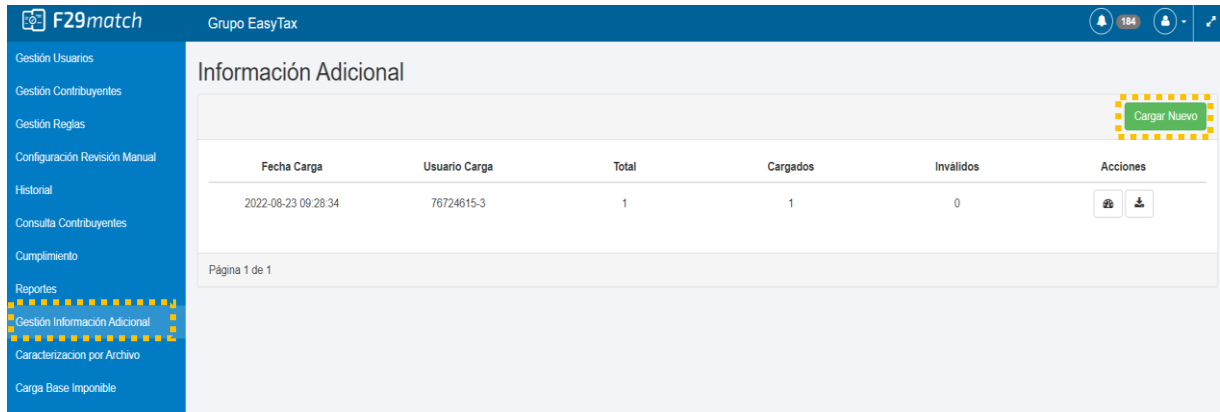 F29match
Grupo EasyTax
184
Gestión Usuarios
Gestión Contribuyentes
Gestión Reglas
Configuración Revisión Manual
Historial
Consulta Contribuyentes
Cumplimiento
Reportes
Gestión Información Adicional
Caracterizacion por Archivo
Carga Base Imponible
Información Adicional
Cargar Nuevo
Fecha Carga Usuario Carga Total Cargados Inválidos Acciones
2022-08-23 09:28:34 76724615-3 1 1 0
Página 1 de 1